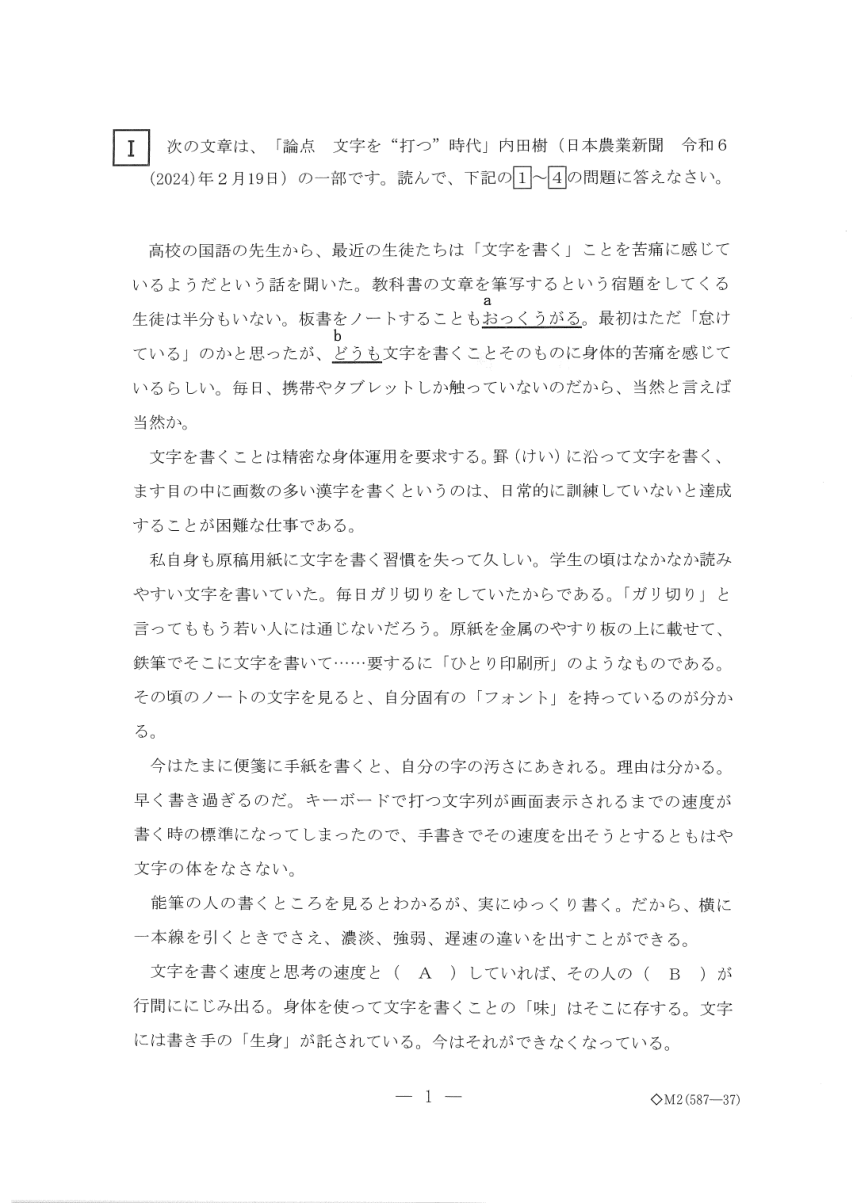 I 次の文章は、「論点 文字を“打つ”時代」内田樹（日本農業新聞 令和6
(2024)年2月19日）の一部です。読んで、下記の1～4の問題に答えなさい。
高校の国語の先生から、最近の生徒たちは「文字を書く」ことを苦痛に感じて
いるようだという話を聞いた。教科書の文章を筆写するという宿題をしてくる
a
生徒は半分もいない。板書をノートすることもおっくうがる。最初はただ「怠け
b
ている」のかと思ったが、どうも文字を書くことそのものに身体的苦痛を感じて
いるらしい。毎日、携帯やタブレットしか触っていないのだから、当然と言えば
当然か。
文字を書くことは精密な身体運用を要求する。罫（けい）に沿って文字を書く、
ます目の中に画数の多い漢字を書くというのは、日常的に訓練していないと達成
することが困難な仕事である。
私自身も原稿用紙に文字を書く習慣を失って久しい。学生の頃はなかなか読み
やすい文字を書いていた。毎日ガリ切りをしていたからである。「ガリ切り」と
言ってももう若い人には通じないだろう。原紙を金属のやすり板の上に載せて、
鉄筆でそこに文字を書いて……要するに「ひとり印刷所」のようなものである。
その頃のノートの文字を見ると、自分固有の「フォント」を持っているのが分か
る。
今はたまに便箋に手紙を書くと、自分の字の汚さにあきれる。理由は分かる。
早く書き過ぎるのだ。キーボードで打つ文字列が画面表示されるまでの速度が
書く時の標準になってしまったので、手書きでその速度を出そうとするともはや
文字の体をなさない。
能筆の人の書くところを見るとわかるが、実にゆっくり書く。だから、横に
一本線を引くときでさえ、濃淡、強弱、遅速の違いを出すことができる。
文字を書く速度と思考の速度と（ A ）していれば、その人の（ B ）が
行間ににじみ出る。身体を使って文字を書くことの「味」はそこに存する。文字
には書き手の「生身」が託されている。今はそれができなくなっている。
— 1 —
◇M2(587—37)